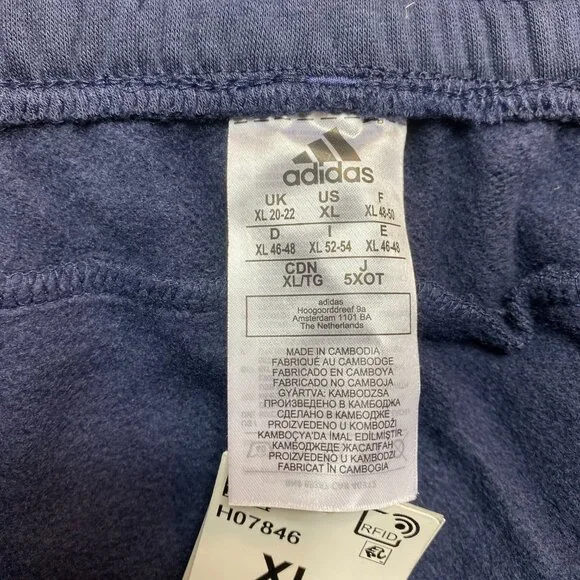 adidas
UK US F
XL 20-22 XL XL 48-50
D I E
XL 46-48 XL 52-54 XL 46-48
CDN J
XL/TG 5XOT
adidas
Hoogoorddreef 9a
Amsterdam 1101 BA
The Netherlands
MADE IN CAMBODIA
FABRIQUÉ AU CAMBODGE
FABRICADO EN CAMBOYA
FABRICADO NO CAMBOJA
GYÁRTVA: KAMBODZSA
ПРОИЗВЕДЕНО В КАМБОДЖА
СДЕЛАНО В КАМБОДЖЕ
PROIZVEDENO U KOMBODŽI
KAMBOÇYA'DA İMAL EDİLMİŞTİR.
КАМБОДЖЕДЕ ЖАСАЛҒАН
PROIZVEDENO U KAMBODŽI
FABRICAT ÎN CAMBOGIA
H07846
RFID
XL